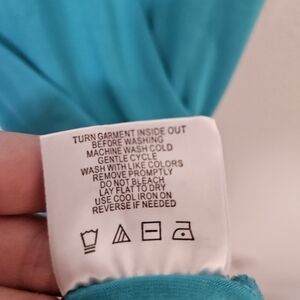 TURN GARMENT INSIDE OUT
BEFORE WASHING
MACHINE WASH COLD
GENTLE CYCLE
WASH WITH LIKE COLORS
REMOVE PROMPTLY
DO NOT BLEACH
LAY FLAT TO DRY
USE COOL IRON ON
REVERSE IF NEEDED